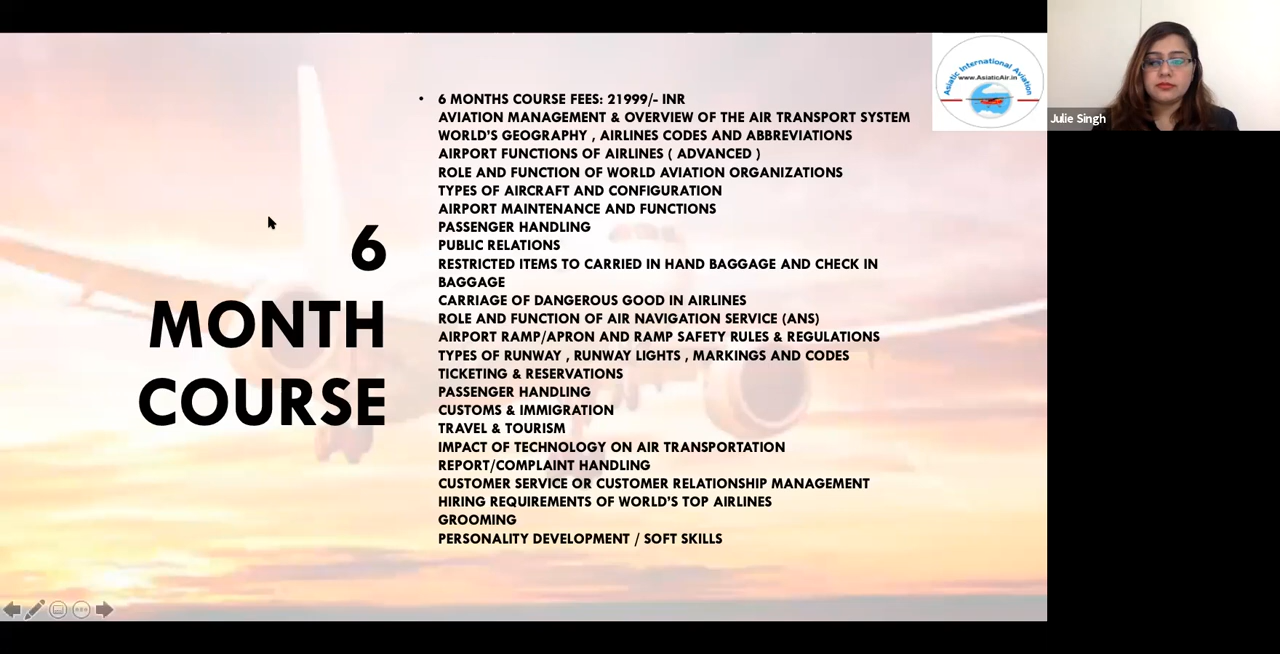 6
MONTH
COURSE
• 6 MONTHS COURSE FEES: 21999/- INR
AVIATION MANAGEMENT & OVERVIEW OF THE AIR TRANSPORT SYSTEM
WORLD'S GEOGRAPHY , AIRLINES CODES AND ABBREVIATIONS
AIRPORT FUNCTIONS OF AIRLINES ( ADVANCED )
ROLE AND FUNCTION OF WORLD AVIATION ORGANIZATIONS
TYPES OF AIRCRAFT AND CONFIGURATION
AIRPORT MAINTENANCE AND FUNCTIONS
PASSENGER HANDLING
PUBLIC RELATIONS
RESTRICTED ITEMS TO CARRIED IN HAND BAGGAGE AND CHECK IN
BAGGAGE
CARRIAGE OF DANGEROUS GOOD IN AIRLINES
ROLE AND FUNCTION OF AIR NAVIGATION SERVICE (ANS)
AIRPORT RAMP/APRON AND RAMP SAFETY RULES & REGULATIONS
TYPES OF RUNWAY , RUNWAY LIGHTS , MARKINGS AND CODES
TICKETING & RESERVATIONS
PASSENGER HANDLING
CUSTOMS & IMMIGRATION
TRAVEL & TOURISM
IMPACT OF TECHNOLOGY ON AIR TRANSPORTATION
REPORT/COMPLAINT HANDLING
CUSTOMER SERVICE OR CUSTOMER RELATIONSHIP MANAGEMENT
HIRING REQUIREMENTS OF WORLD'S TOP AIRLINES
GROOMING
PERSONALITY DEVELOPMENT / SOFT SKILLS
Asiatic International Aviation
www.AsiaticAir.in
Julie Singh